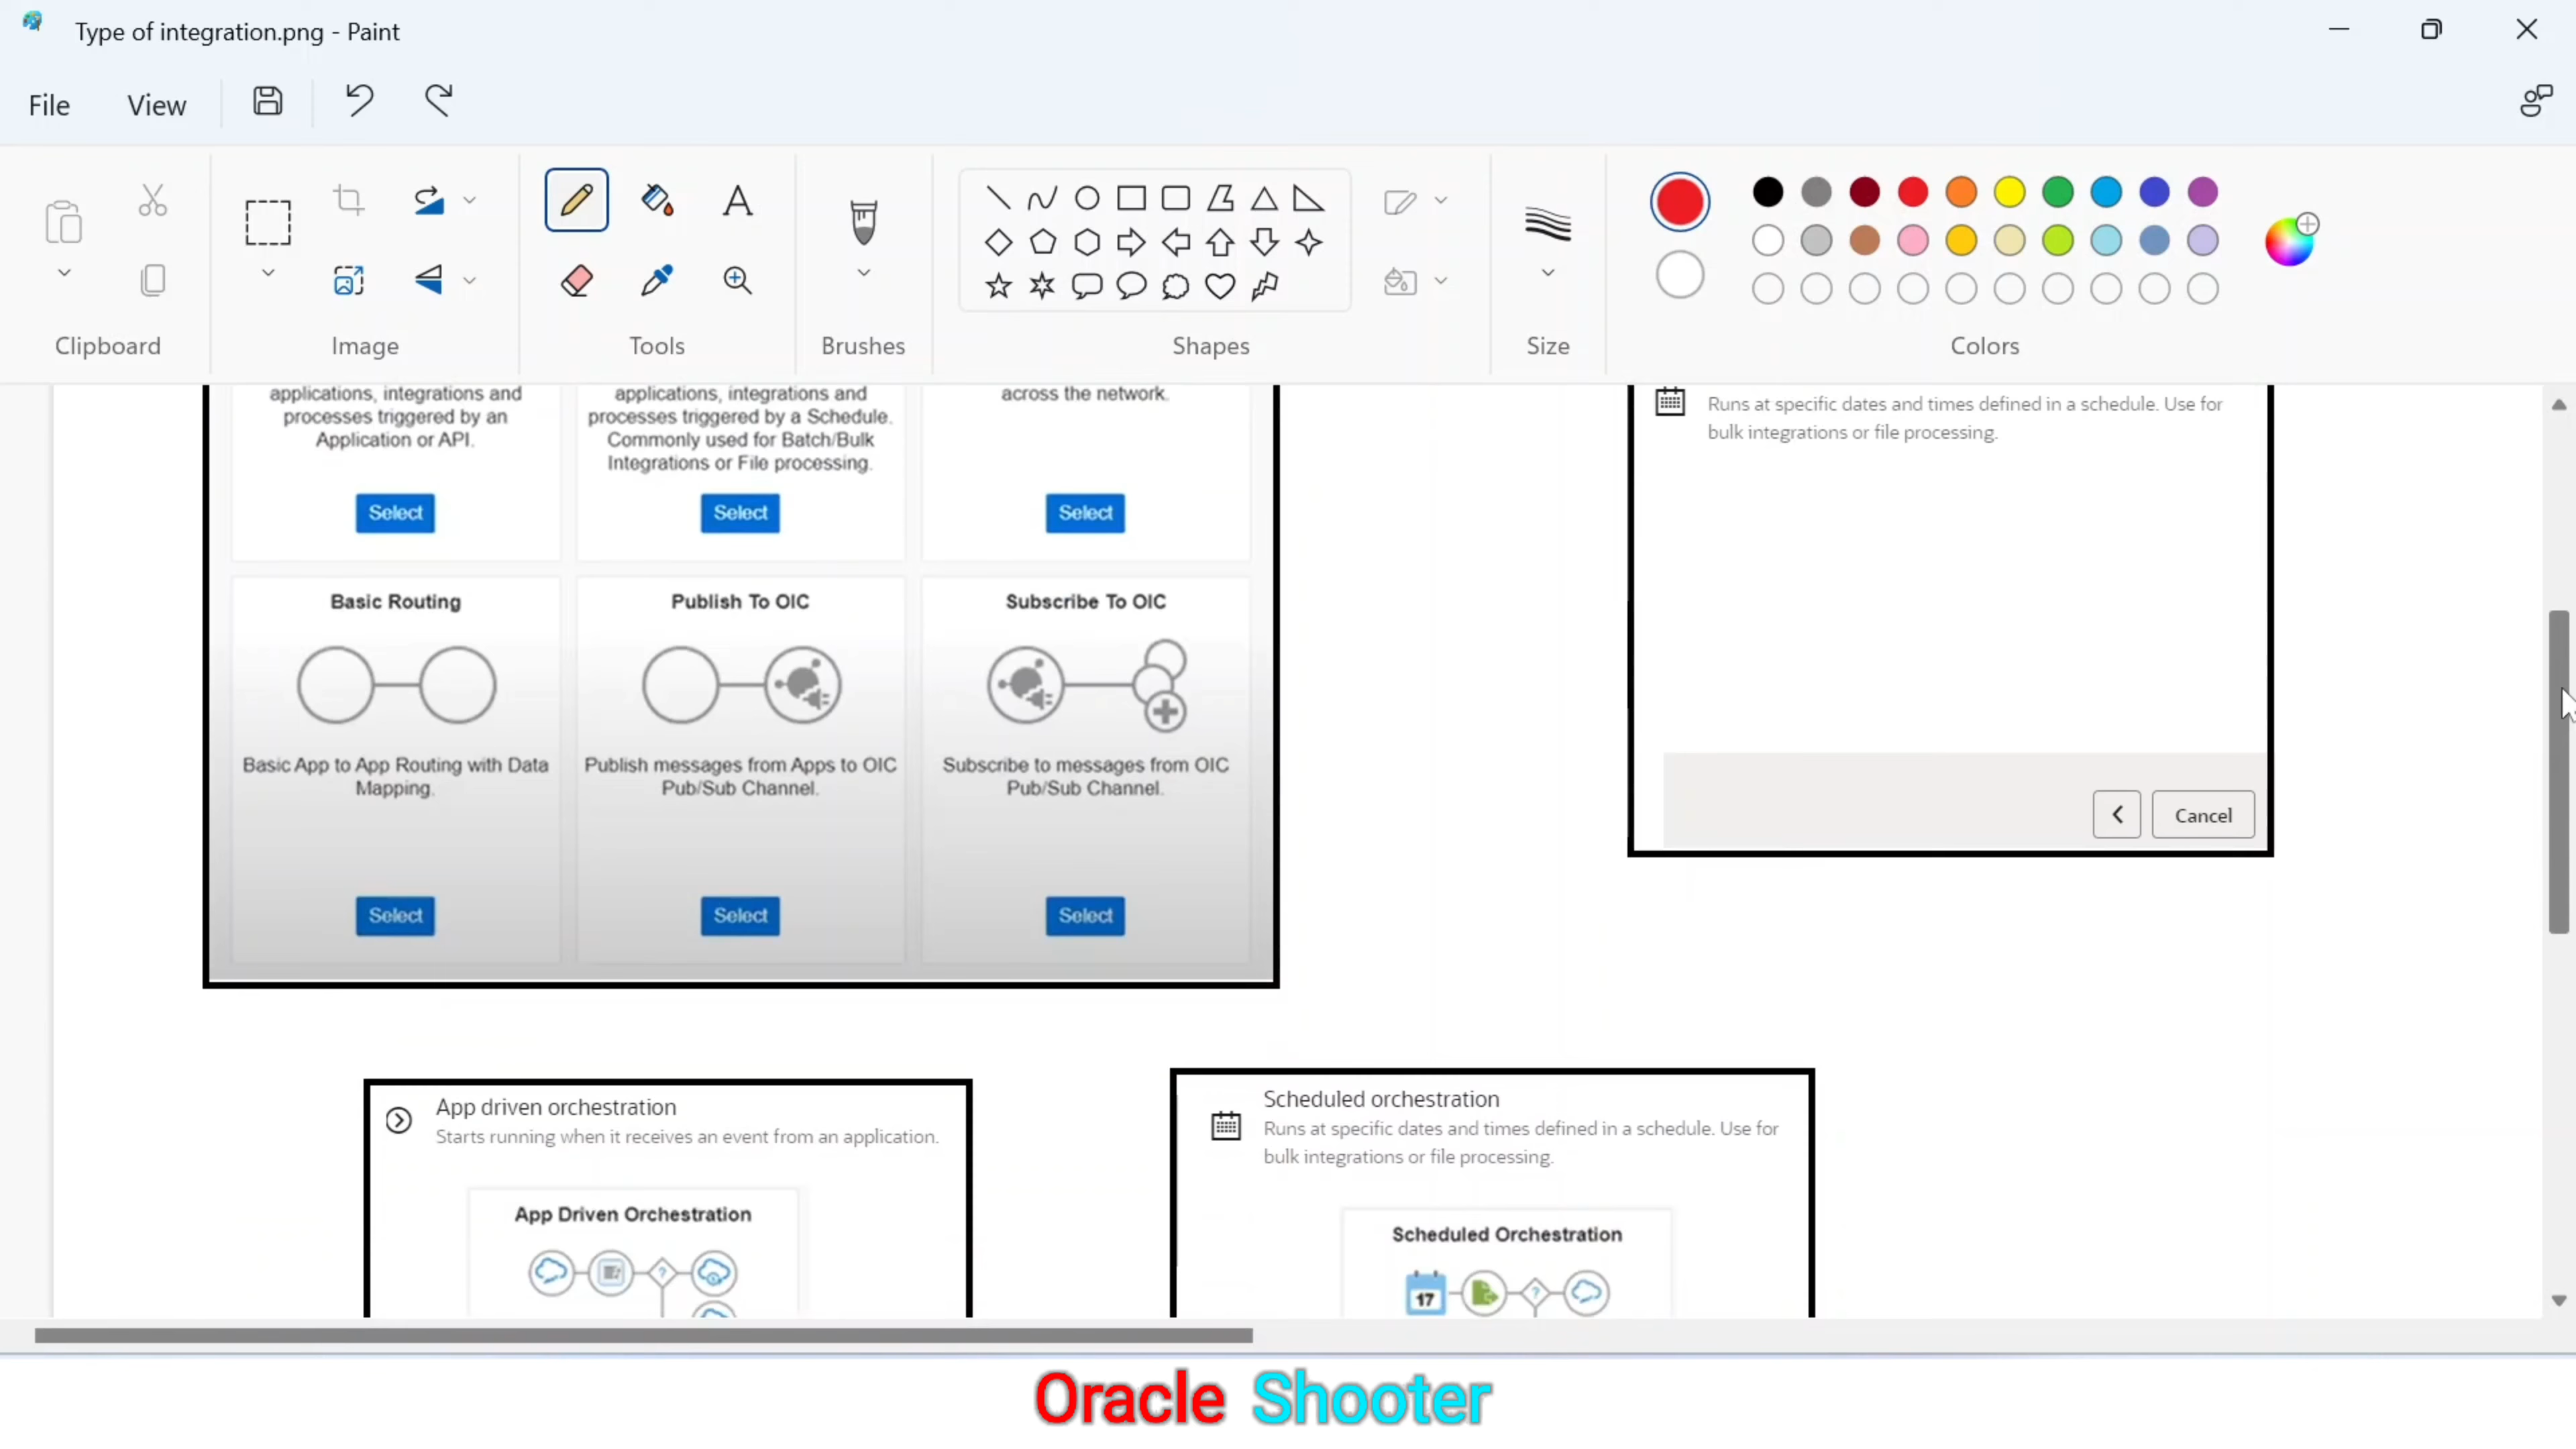 Type of integration.png - Paint
File
View
Clipboard
Image
Tools
Brushes
Shapes
Size
Colors
applications, integrations and
processes triggered by an
Application or API.
Select
applications, integrations and
processes triggered by a Schedule.
Commonly used for Batch/Bulk
Integrations or File processing.
Select
across the network.
Select
Runs at specific dates and times defined in a schedule. Use for
bulk integrations or file processing.
Cancel
Basic Routing
Basic App to App Routing with Data
Mapping.
Select
Publish To OIC
Publish messages from Apps to OIC
Pub/Sub Channel.
Select
Subscribe To OIC
Subscribe to messages from OIC
Pub/Sub Channel.
Select
App driven orchestration
Starts running when it receives an event from an application.
App Driven Orchestration
Scheduled orchestration
Runs at specific dates and times defined in a schedule. Use for
bulk integrations or file processing.
Scheduled Orchestration
17
Oracle Shooter